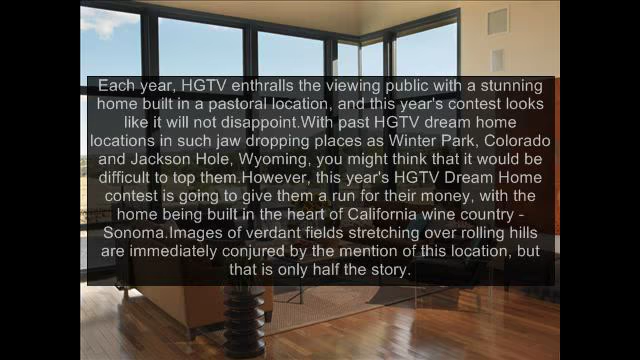 Each year, HGTV enthralls the viewing public with a stunning
home built in a pastoral location, and this year's contest looks
like it will not disappoint.With past HGTV dream home
locations in such jaw dropping places as Winter Park, Colorado
and Jackson Hole, Wyoming, you might think that it would be
difficult to top them.However, this year's HGTV Dream Home
contest is going to give them a run for their money, with the
home being built in the heart of California wine country -
Sonoma.Images of verdant fields stretching over rolling hills
are immediately conjured by the mention of this location, but
that is only half the story.